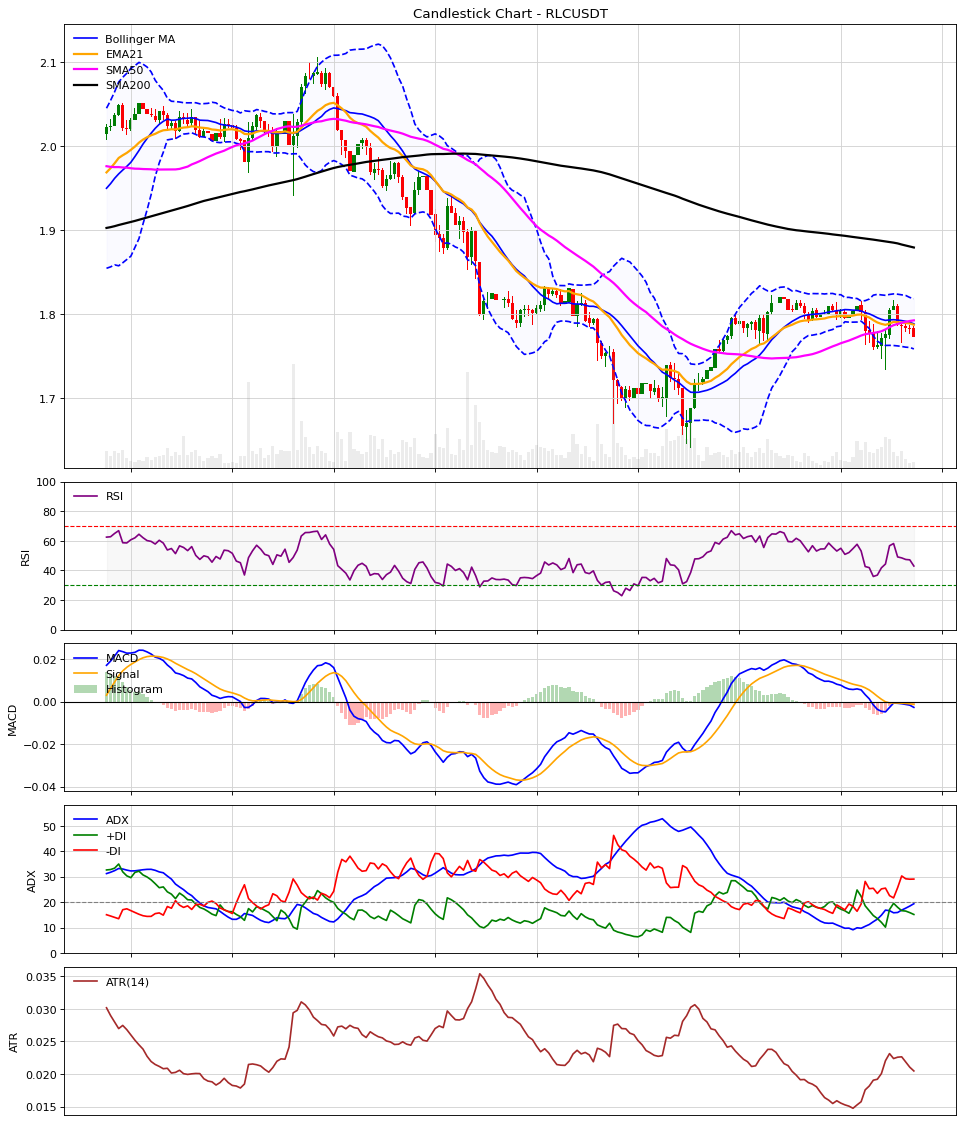 Candlestick Chart - RLCUSDT
Bollinger MA
EMA21
SMA50
SMA200
2.1
2.0
1.9
1.8
1.7
RSI
RSI
100
80
60
40
20
0
MACD
Signal
Histogram
MACD
0.02
0.00
−0.02
−0.04
ADX
+DI
-DI
ADX
50
40
30
20
10
0
ATR(14)
ATR
0.035
0.030
0.025
0.020
0.015